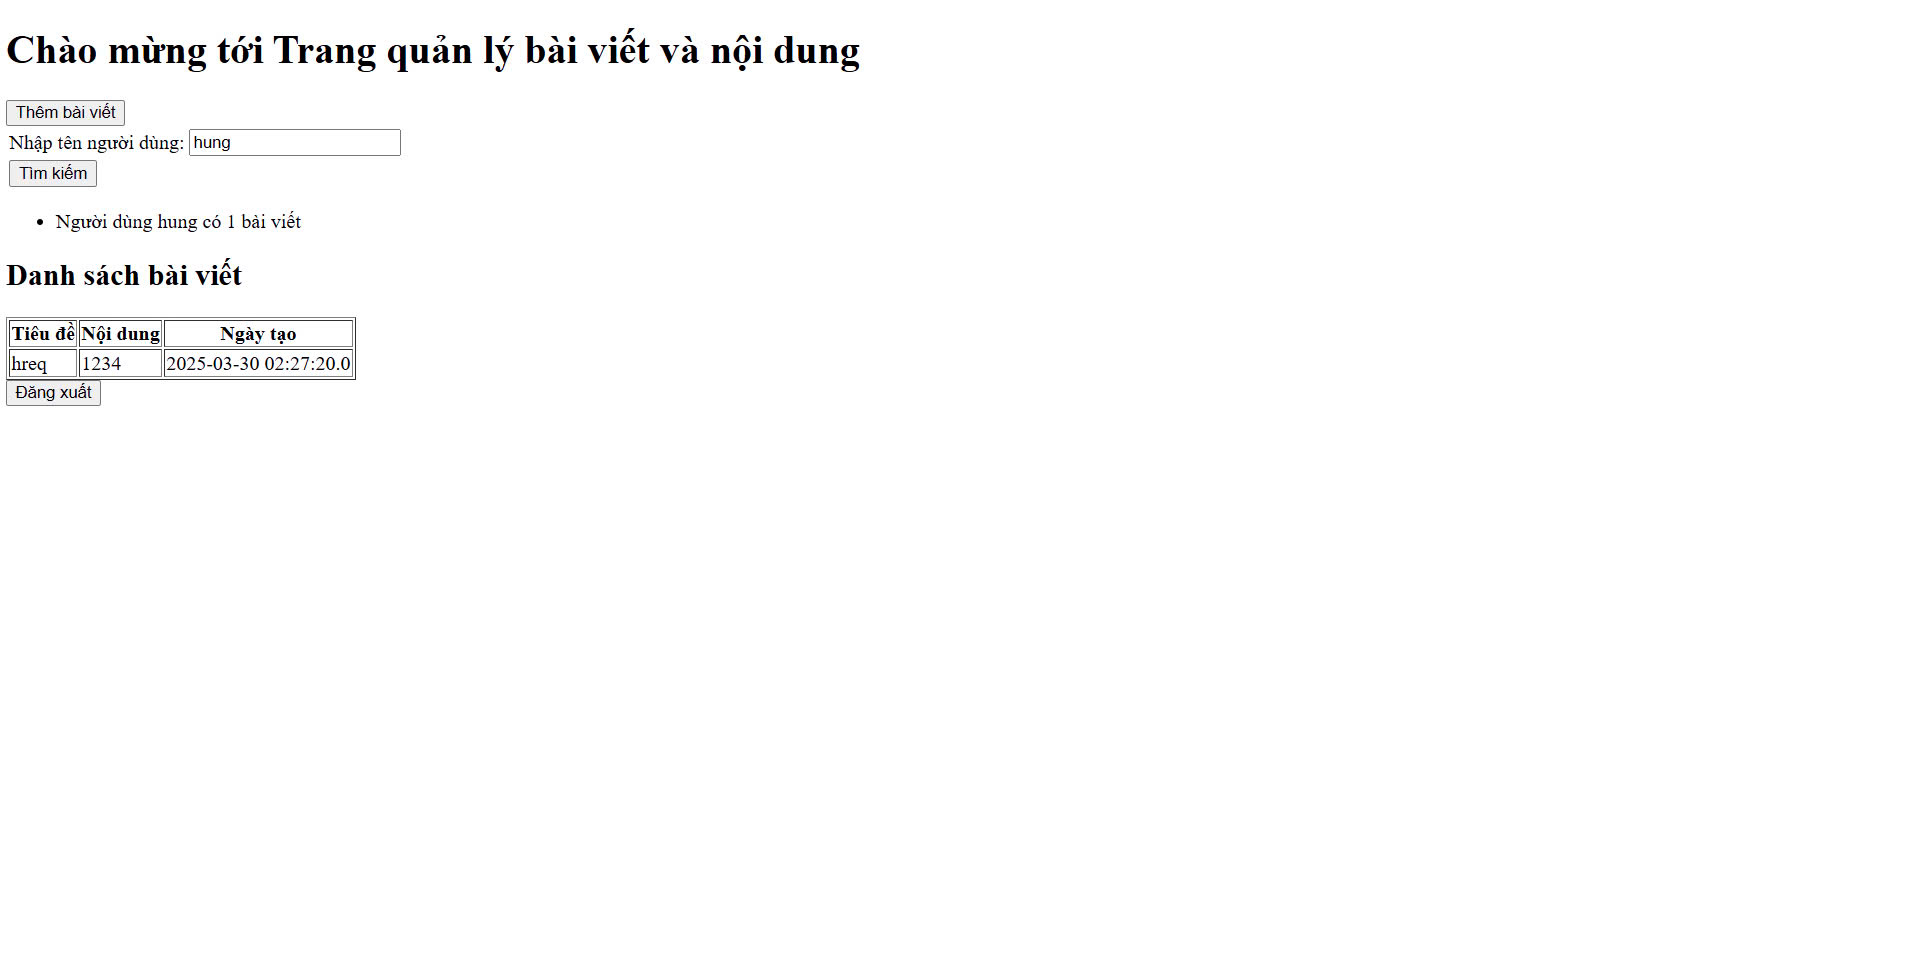 Chào mừng tới Trang quản lý bài viết và nội dung
Thêm bài viết
Nhập tên người dùng: hung
Tìm kiếm
• Người dùng hung có 1 bài viết
Danh sách bài viết
Tiêu đề Nội dung Ngày tạo
hreq 1234 2025-03-30 02:27:20.0
Đăng xuất